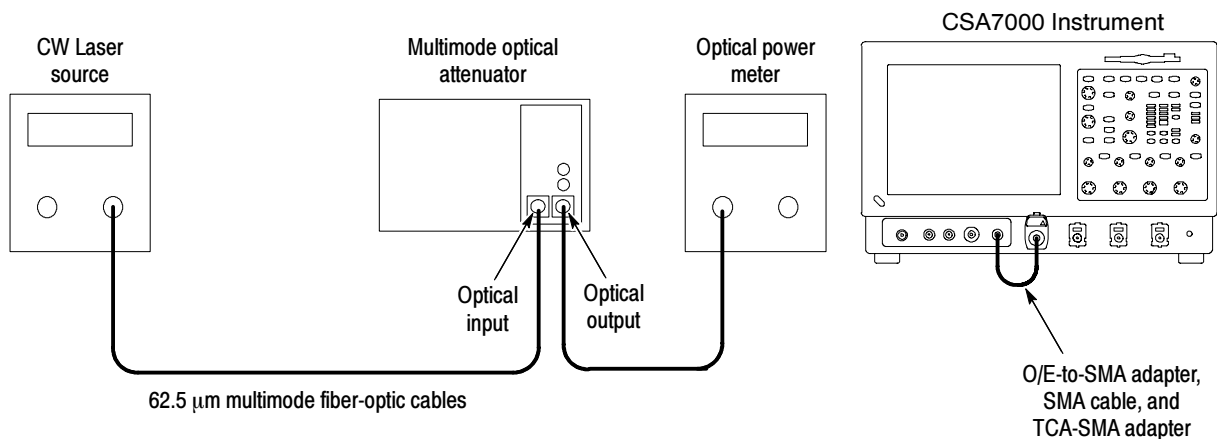 CSA7000 Instrument
CW Laser
source
Multimode optical
attenuator
Optical power
meter
Optical
input
Optical
output
62.5 μm multimode fiber-optic cables
O/E-to-SMA adapter,
SMA cable, and
TCA-SMA adapter